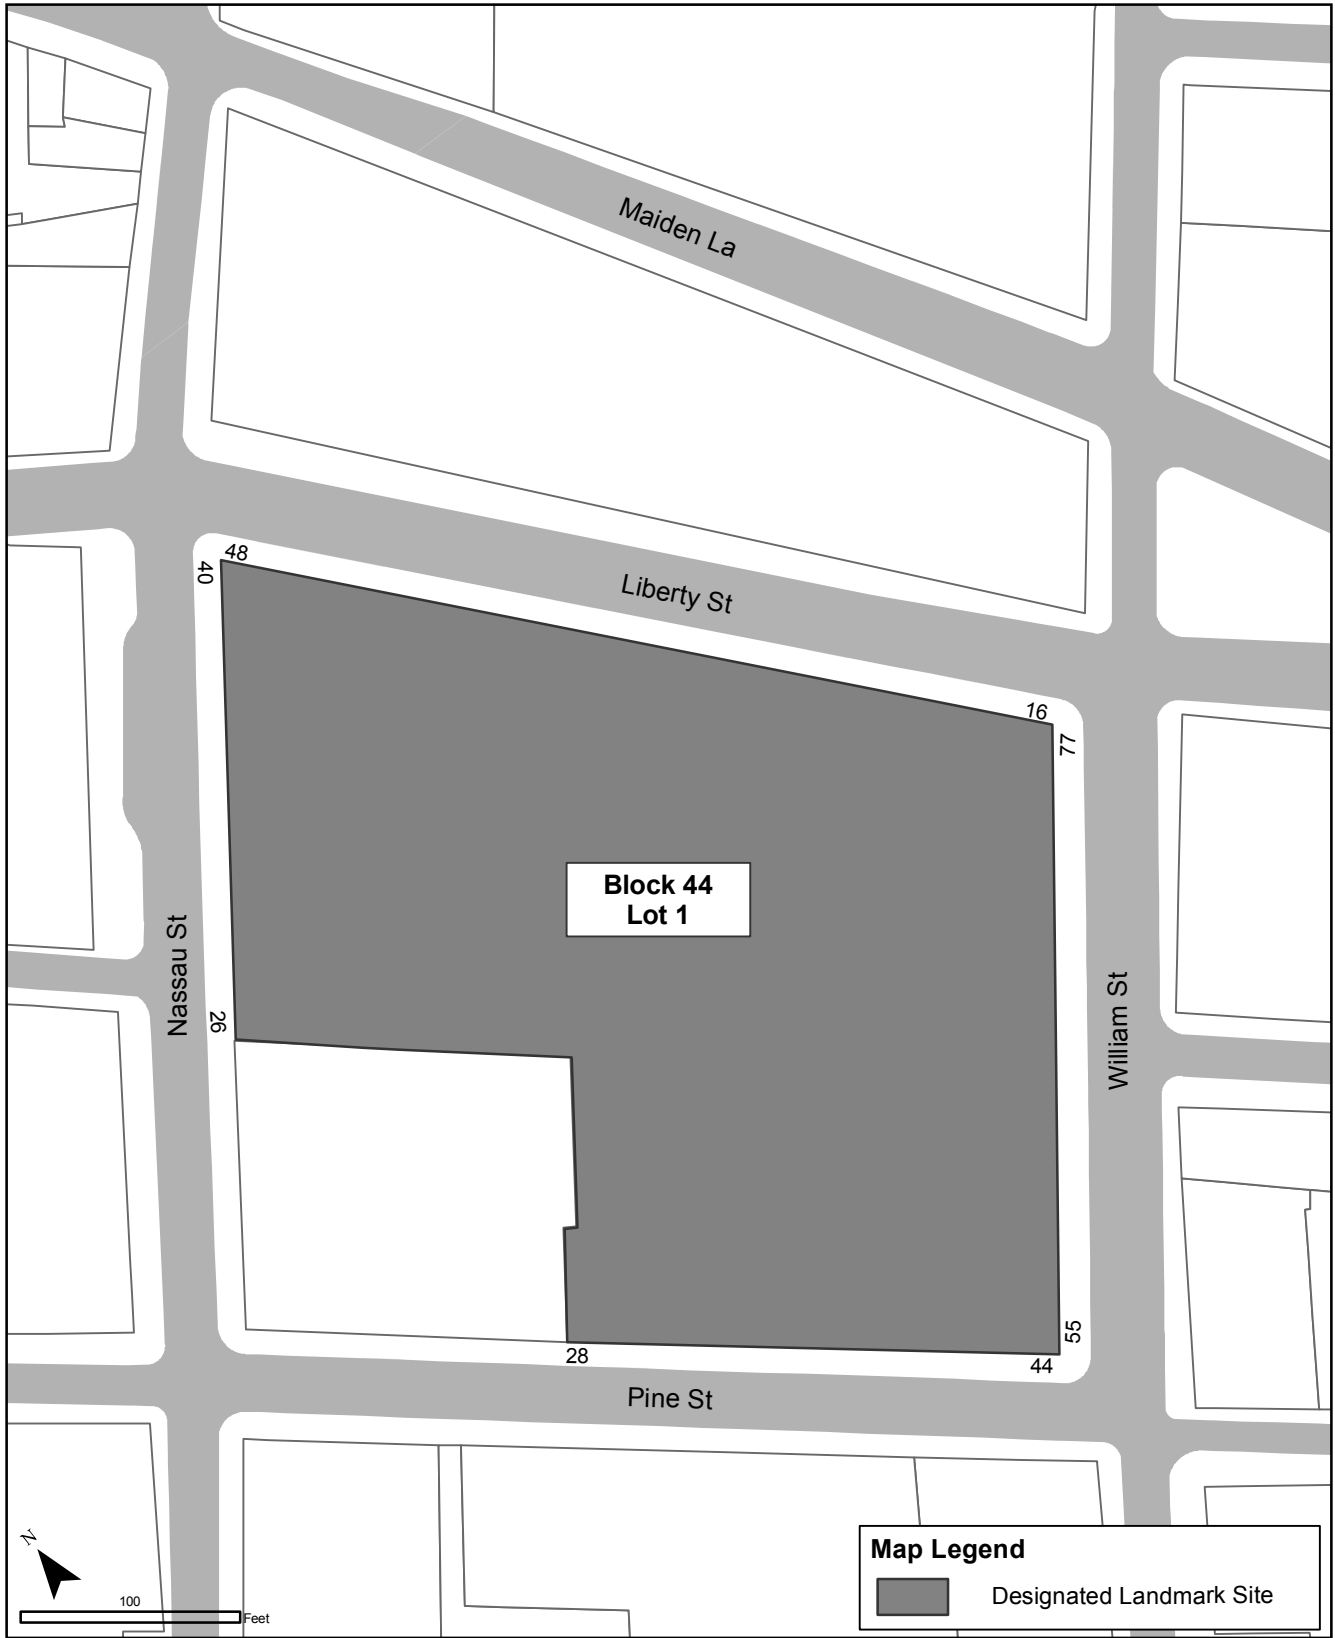 Maiden La
48
40
Liberty St
16
77
Block 44
Lot 1
Nassau St
26
William St
55
28
44
Pine St
N
100
Feet
Map Legend
Designated Landmark Site